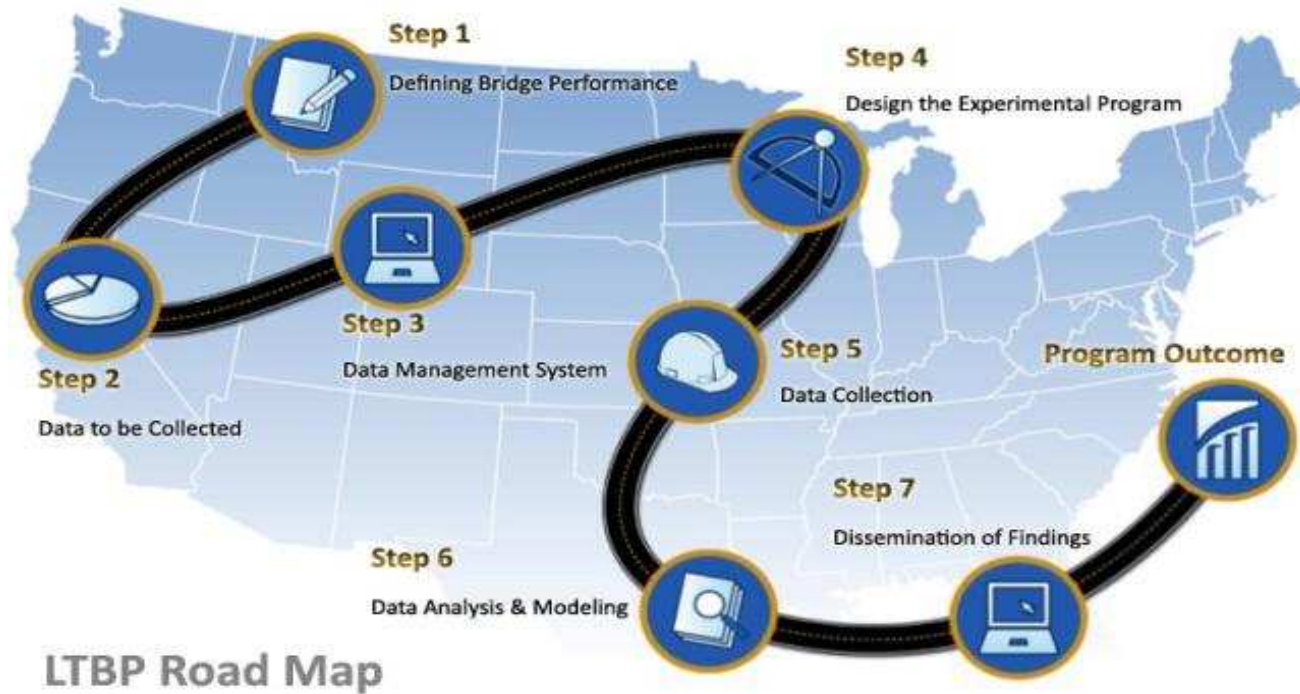 Step 1
Defining Bridge Performance
Step 2
Data to be Collected
Step 3
Data Management System
Step 4
Design the Experimental Program
Step 5
Data Collection
Step 6
Data Analysis & Modeling
Step 7
Dissemination of Findings
Program Outcome
LTBP Road Map